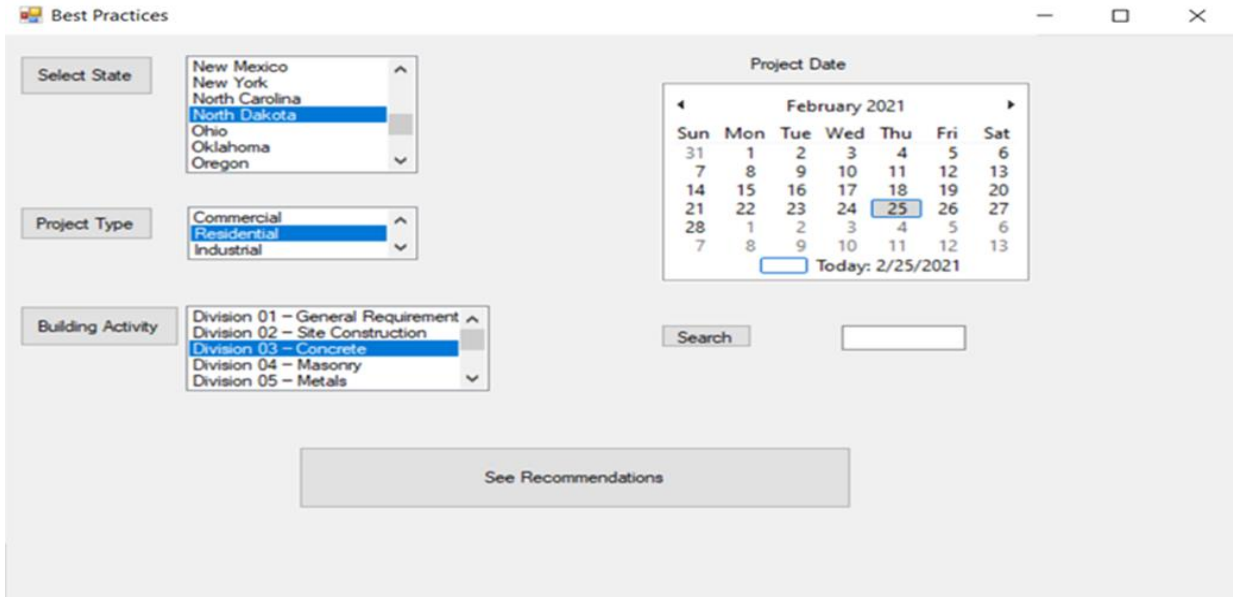 Best Practices
Select State
New Mexico
New York
North Carolina
North Dakota
Ohio
Oklahoma
Oregon
Project Type
Commercial
Residential
Industrial
Building Activity
Division 01 – General Requirement
Division 02 – Site Construction
Division 03 – Concrete
Division 04 – Masonry
Division 05 – Metals
Project Date
February 2021
Sun Mon Tue Wed Thu Fri Sat
31 1 2 3 4 5 6
7 8 9 10 11 12 13
14 15 16 17 18 19 20
21 22 23 24 25 26 27
28 1 2 3 4 5 6
7 8 9 10 11 12 13
Today: 2/25/2021
Search
See Recommendations